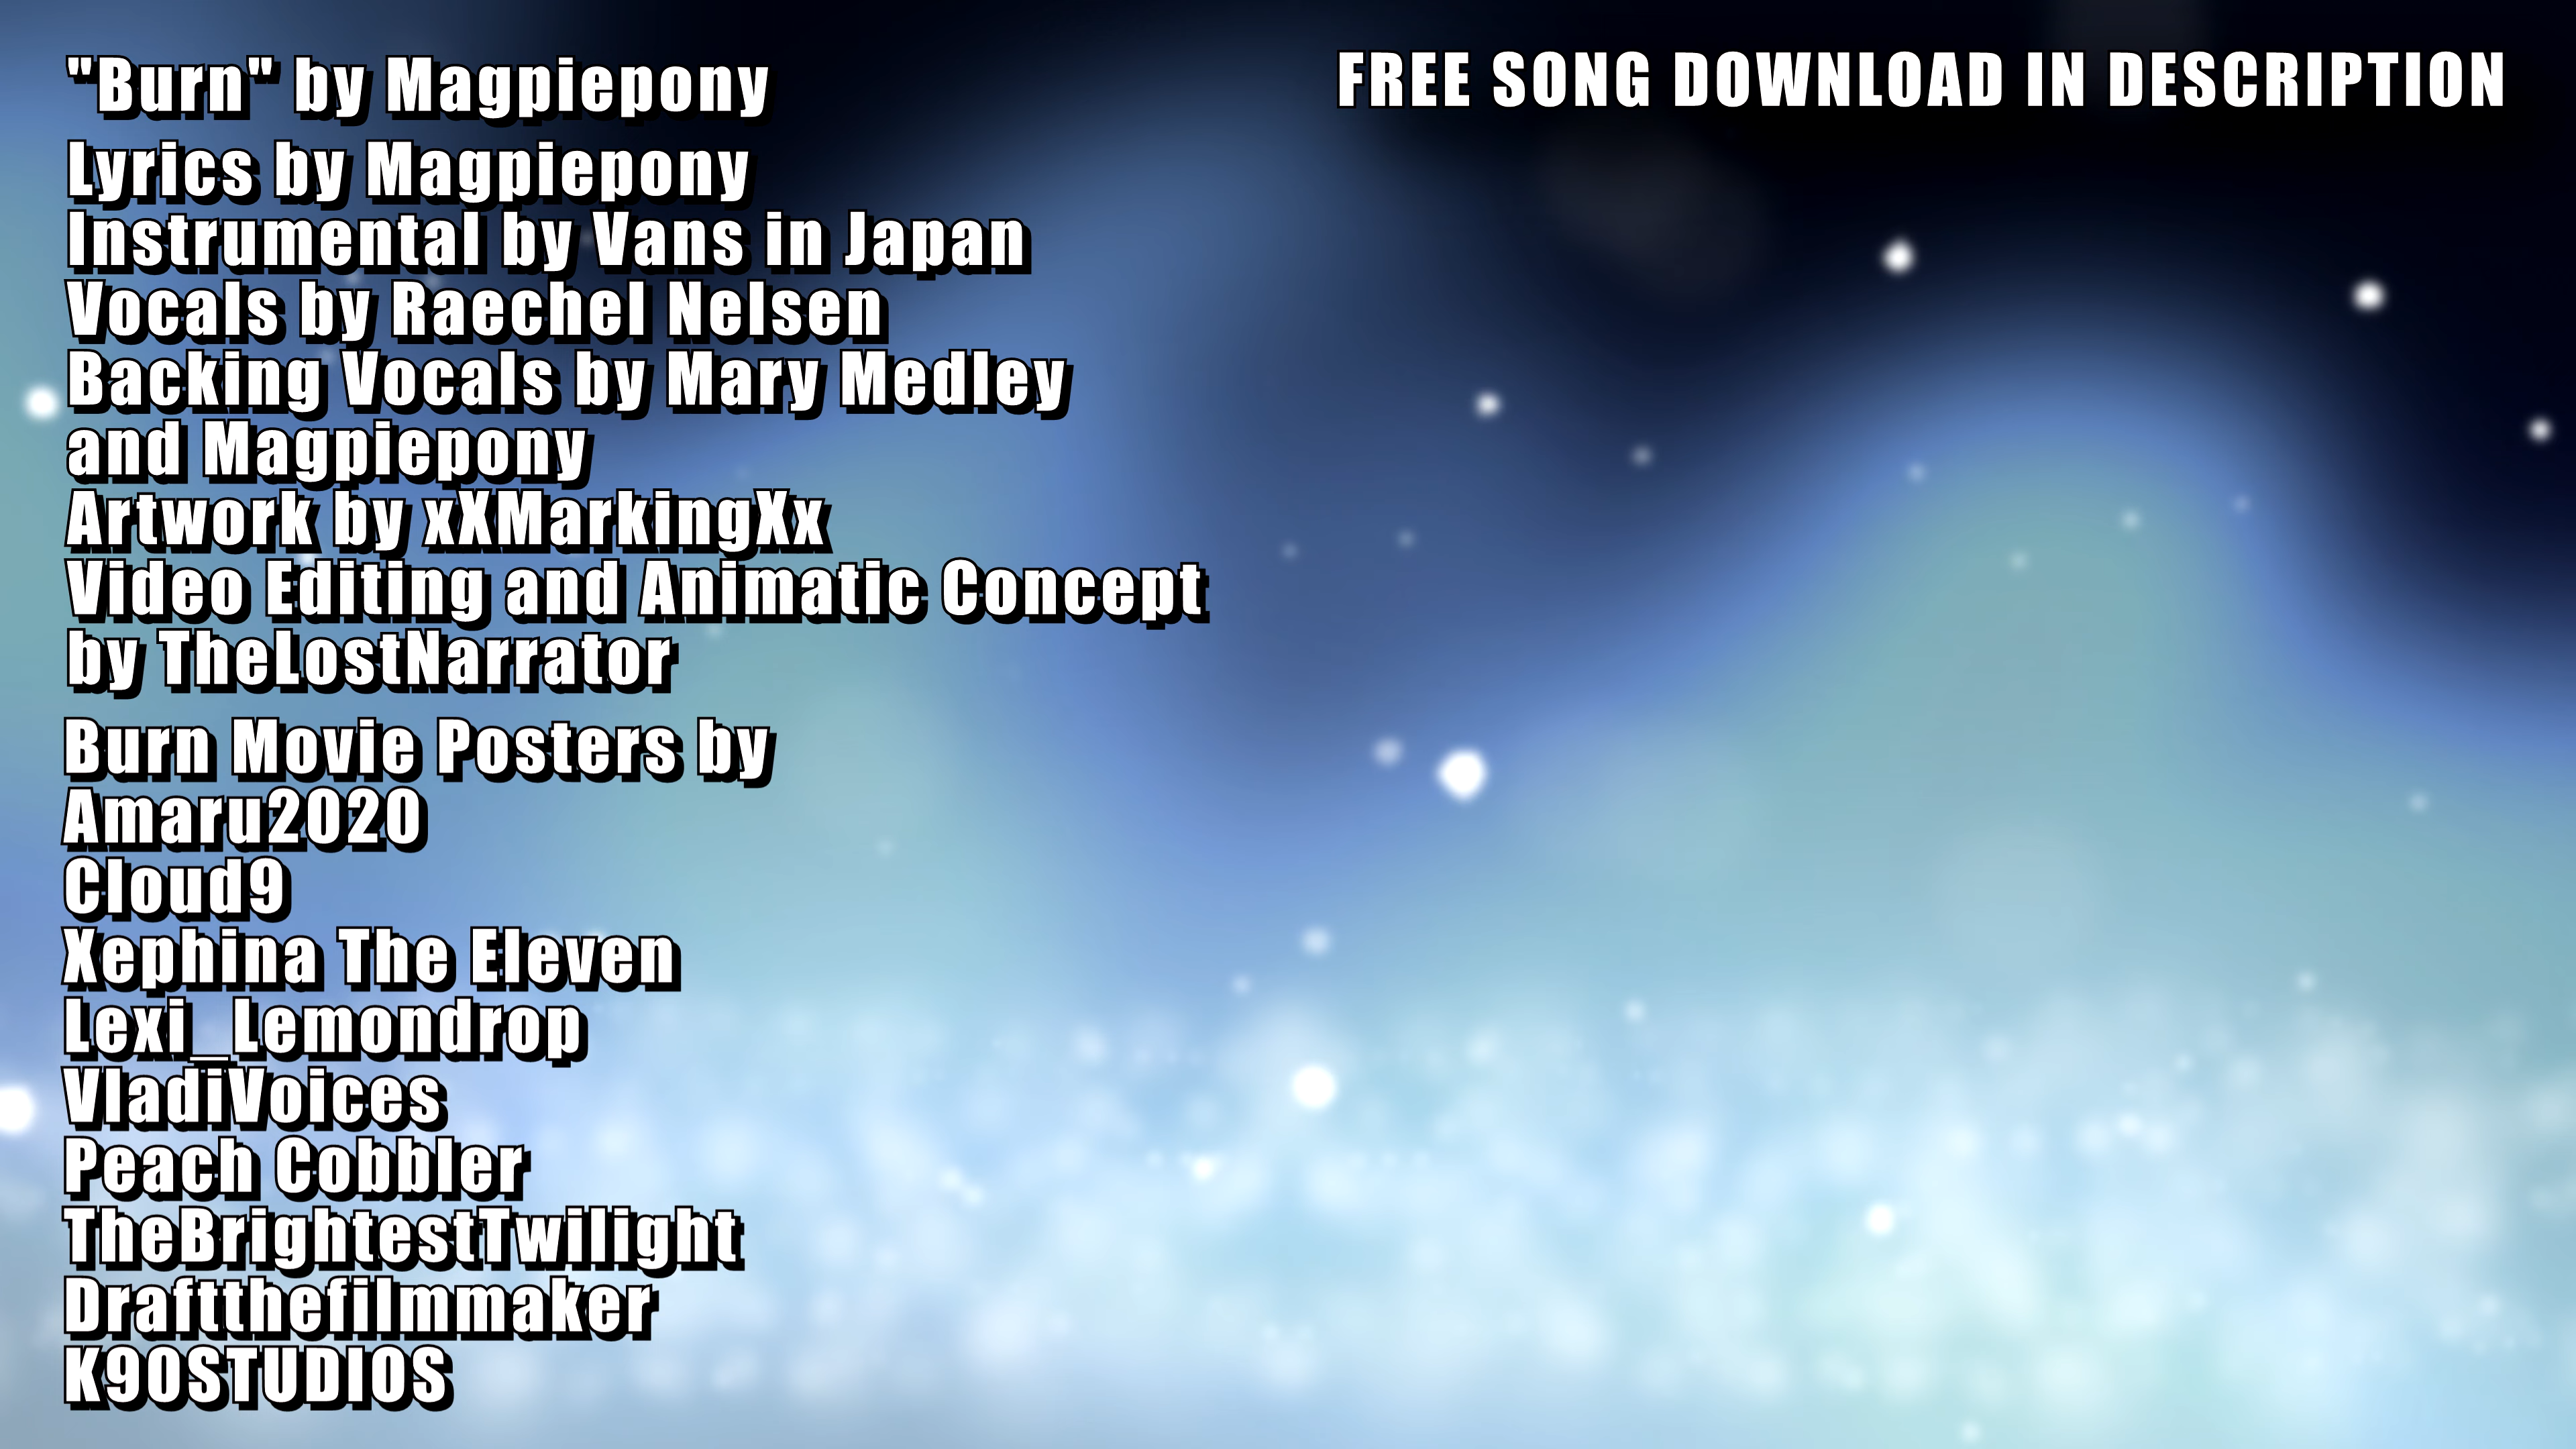 "Burn" by Magpiepony
FREE SONG DOWNLOAD IN DESCRIPTION
Lyrics by Magpiepony
Instrumental by Vans in Japan
Vocals by Raechel Nelsen
Backing Vocals by Mary Medley
and Magpiepony
Artwork by xXMarkingXx
Video Editing and Animatic Concept
by TheLostNarrator
Burn Movie Posters by
Amaru2020
Cloud9
Xephina The Eleven
Lexi_Lemondrop
VladiVoices
Peach Cobbler
TheBrightestTwilight
Draftthefilmmaker
K90STUDIOS